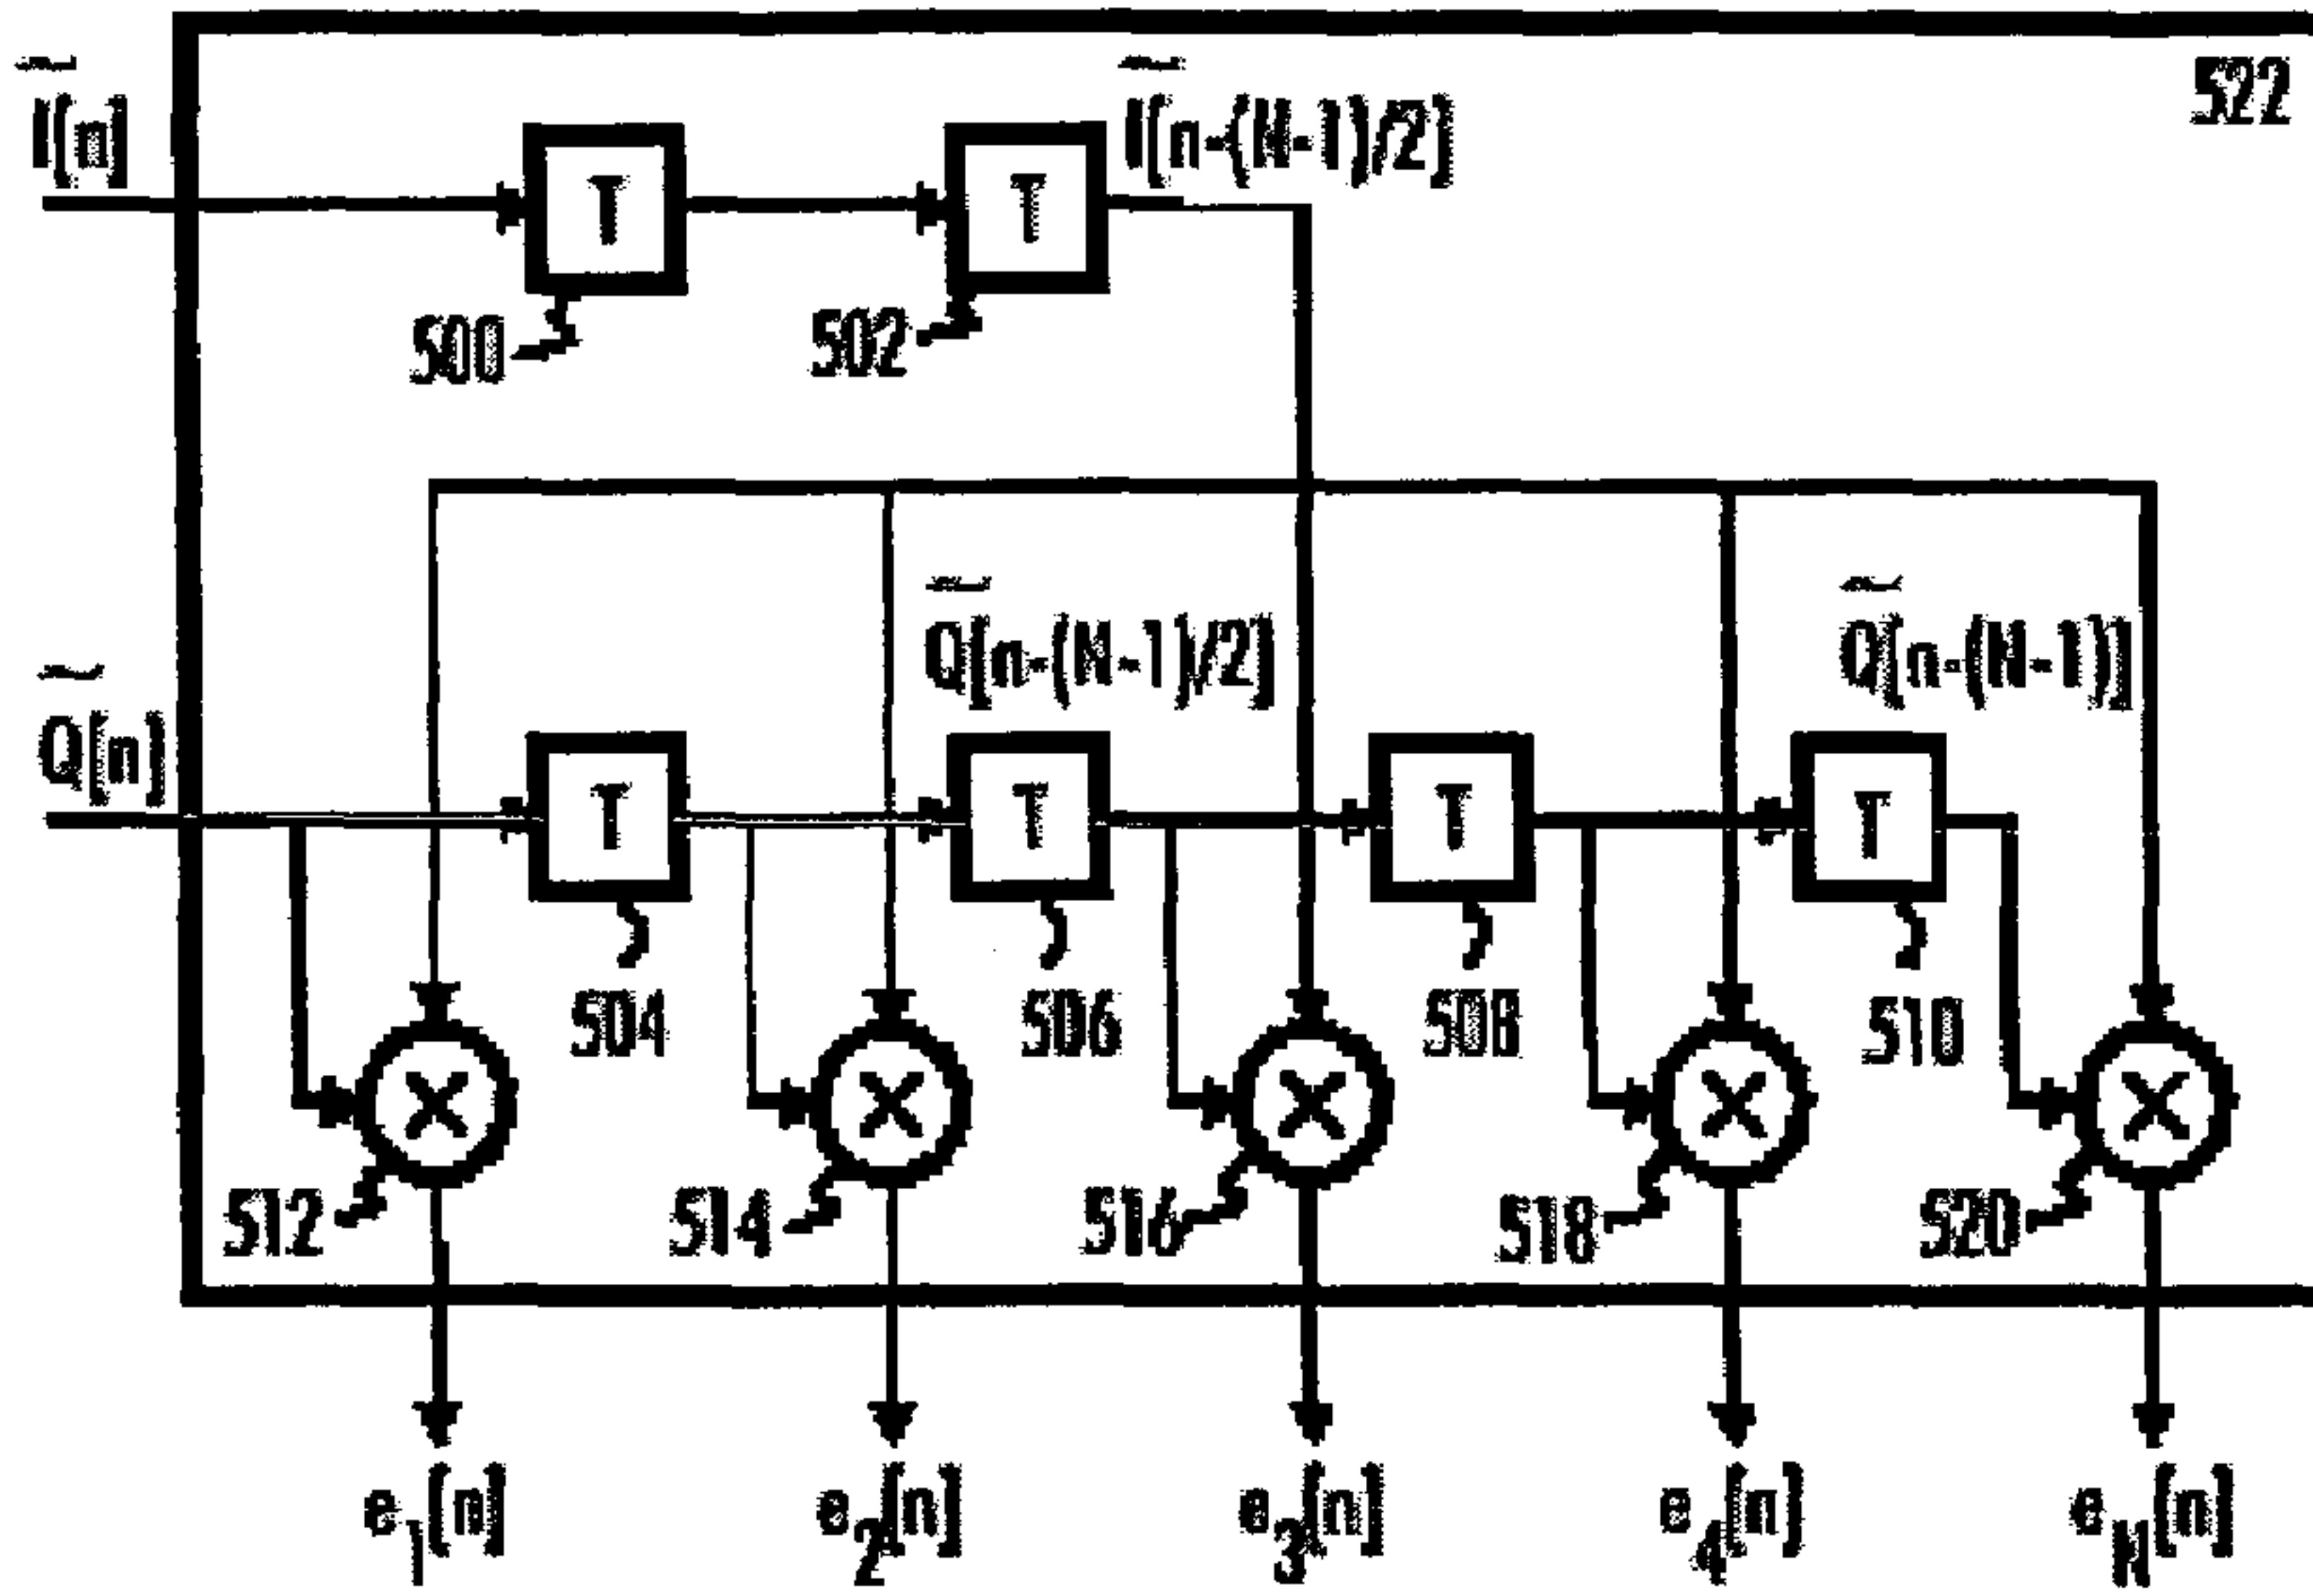 Ĩ[n]
Ĩ[n-(N-1)/2]
522
T
T
500
502
Q̃[n-(N-1)/2]
Q̃[n-(N-1)]
Q̃[n]
T
T
T
T
504
506
508
510
X
X
X
X
X
512
514
516
518
520
e1[n]
e2[n]
e3[n]
e4[n]
eN[n]